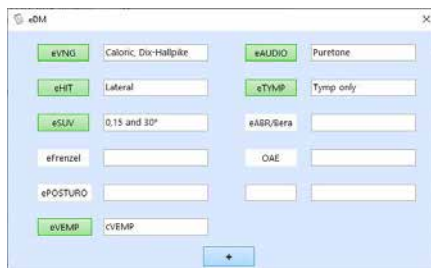 eDM
eVNG Caloric, Dix-Hallpike eAUDIO Puretone
eHIT Lateral eTYMP Tymp only
eSUV 0,15 and 30° eABR/Bera
eFrenzel OAE
ePOSTURO
eVEMP cVEMP
+